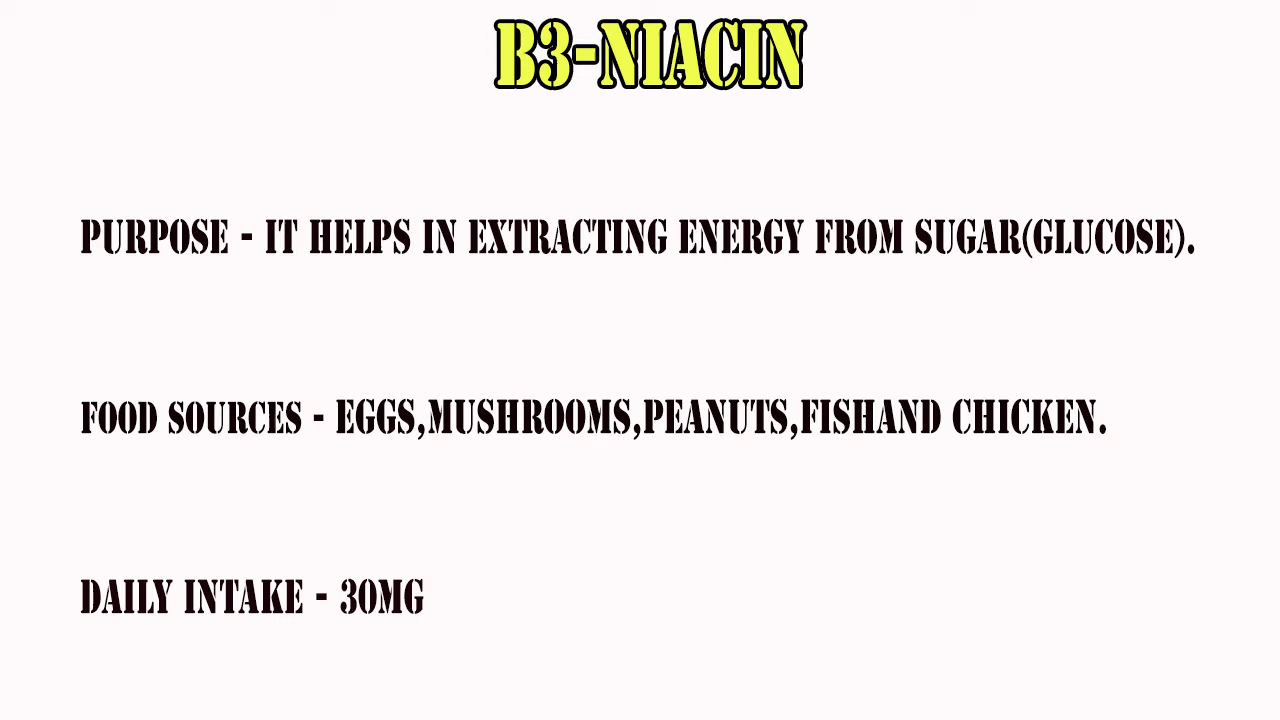 B3-NIACIN
PURPOSE - IT HELPS IN EXTRACTING ENERGY FROM SUGAR(GLUCOSE).
FOOD SOURCES - EGGS,MUSHROOMS,PEANUTS,FISHAND CHICKEN.
DAILY INTAKE - 30MG